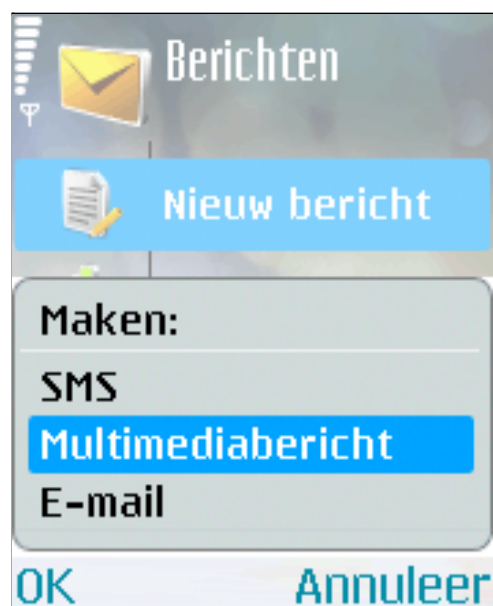 Berichten
Nieuw bericht
Maken:
SMS
Multimediabericht
E-mail
OK Annuleer